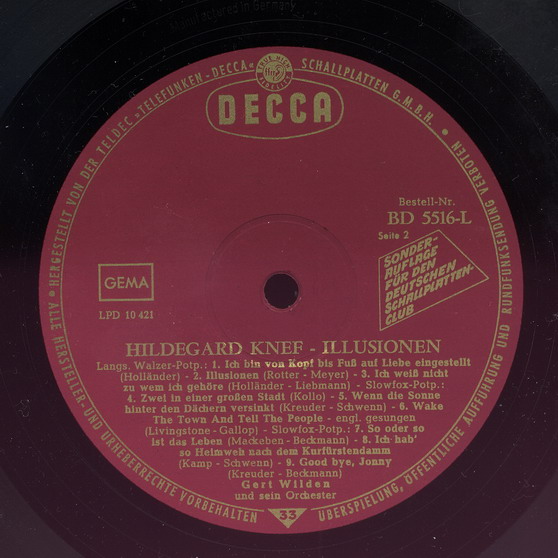 Manufactured in Germany
HERGESTELLT VON DER TELDEC »TELEFUNKEN-DECCA« SCHALLPLATTEN G.M.B.H.
ALLE HERSTELLER- UND URHEBERRECHTE VORBEHALTEN
ÜBERSPIELUNG, ÖFFENTLICHE AUFFÜHRUNG UND RUNDFUNKSENDUNG VERBOTEN
DECCA
Bestell-Nr.
BD 5516-L
Seite 2
SONDER-
AUFLAGE
FÜR DEN
DEUTSCHEN
SCHALLPLATTEN-
CLUB
GEMA
LPD 10 421
HILDEGARD KNEF - ILLUSIONEN
Langs. Walzer-Potp.: 1. Ich bin von Kopf bis Fuß auf Liebe eingestellt
(Holländer) - 2. Illusionen (Rotter - Meyer) - 3. Ich weiß nicht
zu wem ich gehöre (Holländer - Liebmann) - Slowfox-Potp.:
4. Zwei in einer großen Stadt (Kollo) - 5. Wenn die Sonne
hinter den Dächern versinkt (Kreuder - Schwenn) - 6. Wake
The Town And Tell The People - engl. gesungen
(Livingstone - Gallop) - Slowfox-Potp.: 7. So oder so
ist das Leben (Mackeben - Beckmann) - 8. Ich hab'
so Heimweh nach dem Kurfürstendamm
(Kamp - Schwenn) - 9. Good bye, Jonny
(Kreuder - Beckmann)
Gert Wilden
und sein Orchester
33